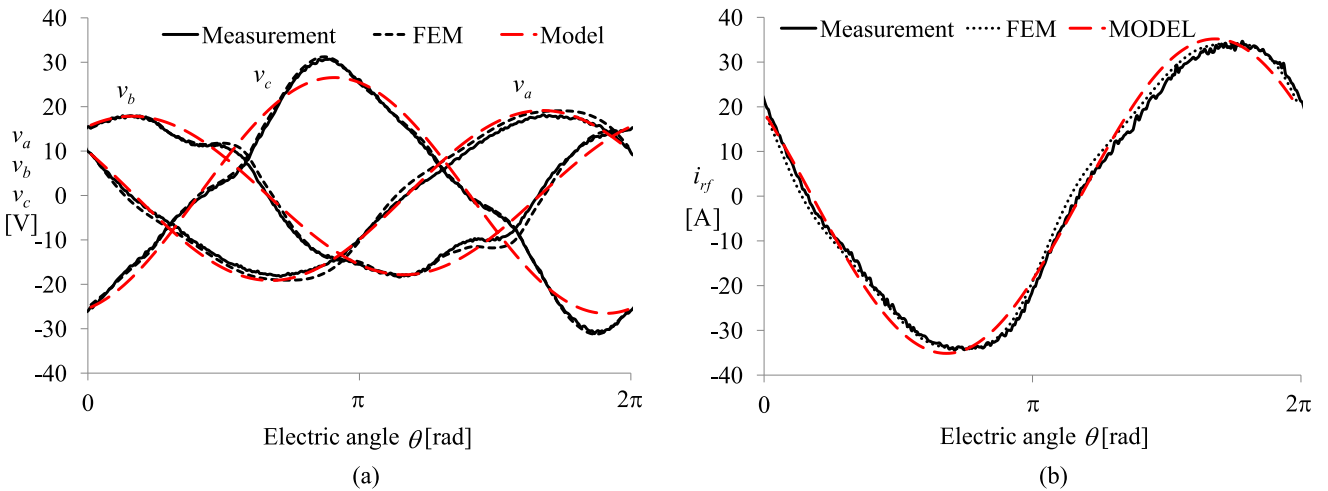 40
30
20
10
0
-10
-20
-30
-40
Measurement FEM Model
v_b
v_c
v_a
v_a
v_b
v_c
[V]
0 π 2π
Electric angle θ [rad]
(a)
40
30
20
10
0
-10
-20
-30
-40
Measurement FEM MODEL
i_rf
[A]
0 π 2π
Electric angle θ [rad]
(b)